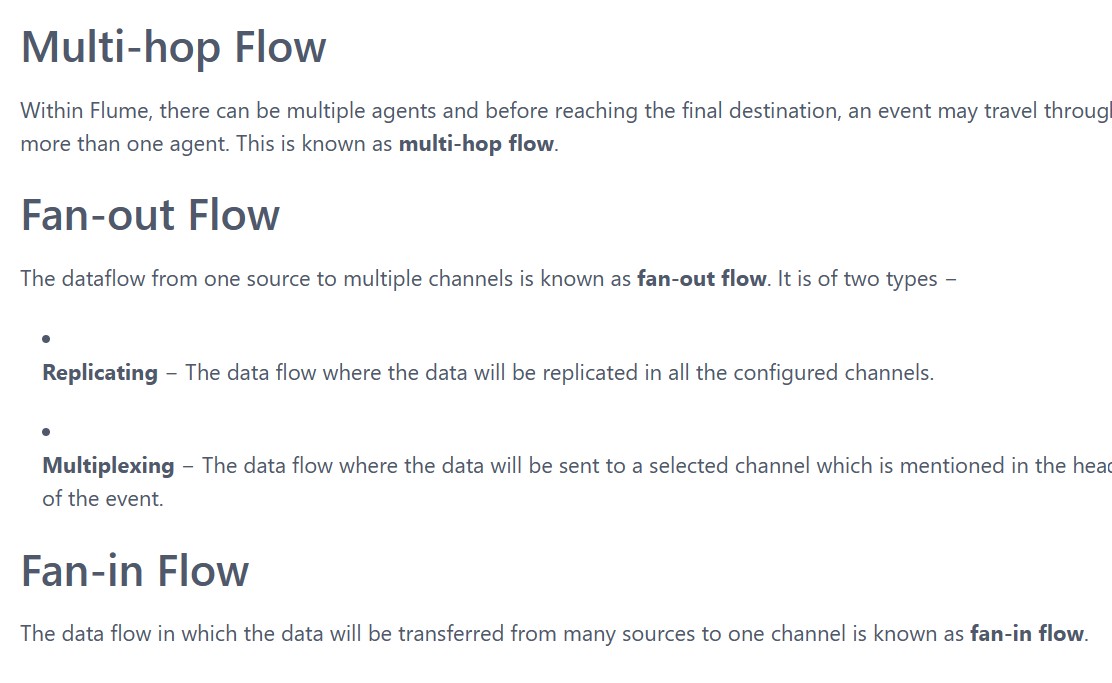 Multi-hop Flow
Within Flume, there can be multiple agents and before reaching the final destination, an event may travel through
more than one agent. This is known as multi-hop flow.
Fan-out Flow
The dataflow from one source to multiple channels is known as fan-out flow. It is of two types –
•
Replicating – The data flow where the data will be replicated in all the configured channels.
•
Multiplexing – The data flow where the data will be sent to a selected channel which is mentioned in the
of the event.
Fan-in Flow
The data flow in which the data will be transferred from many sources to one channel is known as fan-in flow.